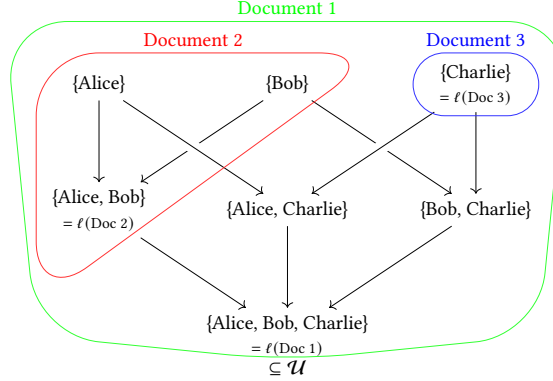 Document 1
Document 2
Document 3
{Alice}
{Bob}
{Charlie}
= ℓ(Doc 3)
{Alice, Bob}
= ℓ(Doc 2)
{Alice, Charlie}
{Bob, Charlie}
{Alice, Bob, Charlie}
= ℓ(Doc 1)
⊆ 𝒰